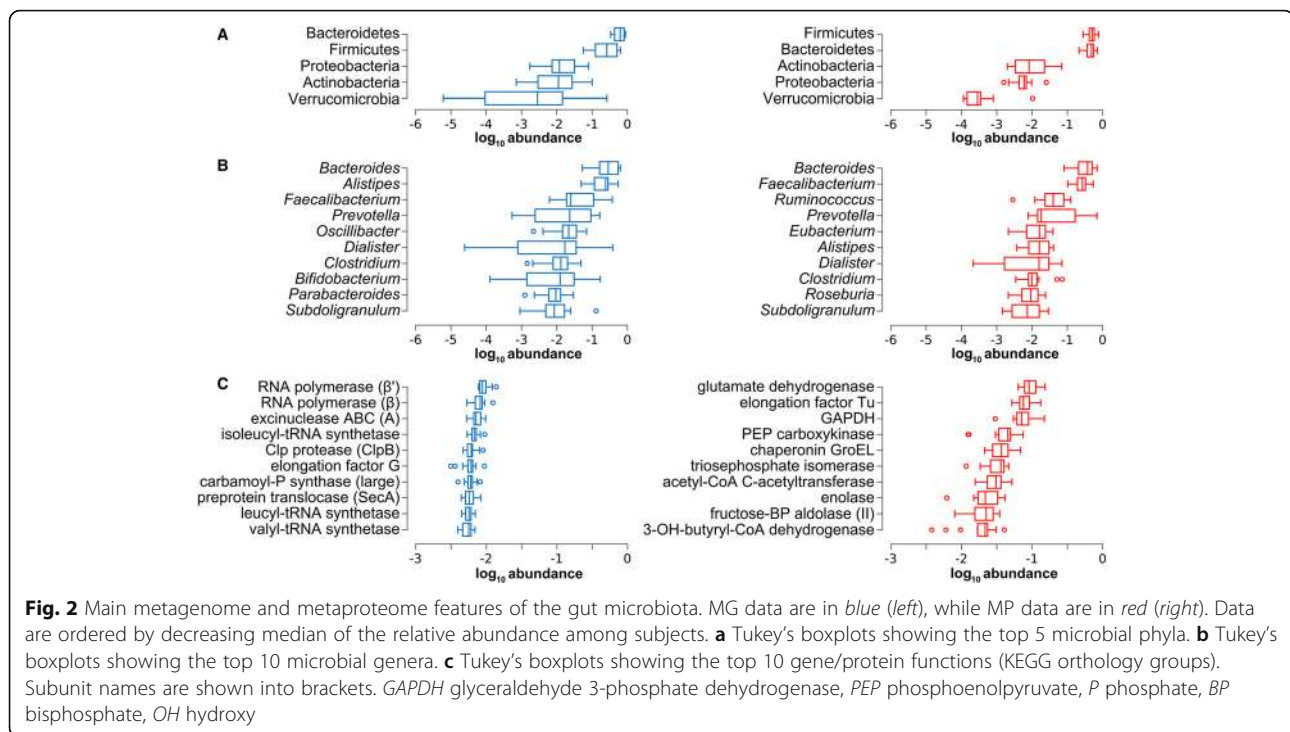 A
Bacteroidetes
Firmicutes
Proteobacteria
Actinobacteria
Verrucomicrobia
-6 -5 -4 -3 -2 -1 0
log10 abundance
Firmicutes
Bacteroidetes
Actinobacteria
Proteobacteria
Verrucomicrobia
-6 -5 -4 -3 -2 -1 0
log10 abundance
B
Bacteroides
Alistipes
Faecalibacterium
Prevotella
Oscillibacter
Dialister
Clostridium
Bifidobacterium
Parabacteroides
Subdoligranulum
-6 -5 -4 -3 -2 -1 0
log10 abundance
Bacteroides
Faecalibacterium
Ruminococcus
Prevotella
Eubacterium
Alistipes
Dialister
Clostridium
Roseburia
Subdoligranulum
-6 -5 -4 -3 -2 -1 0
log10 abundance
C
RNA polymerase (β')
RNA polymerase (β)
excinuclease ABC (A)
isoleucyl-tRNA synthetase
Clp protease (ClpB)
elongation factor G
carbamoyl-P synthase (large)
preprotein translocase (SecA)
leucyl-tRNA synthetase
valyl-tRNA synthetase
-3 -2 -1 0
log10 abundance
glutamate dehydrogenase
elongation factor Tu
GAPDH
PEP carboxykinase
chaperonin GroEL
triosephosphate isomerase
acetyl-CoA C-acetyltransferase
enolase
fructose-BP aldolase (II)
3-OH-butyryl-CoA dehydrogenase
-3 -2 -1 0
log10 abundance
Fig. 2 Main metagenome and metaproteome features of the gut microbiota. MG data are in blue (left), while MP data are in red (right). Data
are ordered by decreasing median of the relative abundance among subjects. a Tukey's boxplots showing the top 5 microbial phyla. b Tukey's
boxplots showing the top 10 microbial genera. c Tukey's boxplots showing the top 10 gene/protein functions (KEGG orthology groups).
Subunit names are shown into brackets. GAPDH glyceraldehyde 3-phosphate dehydrogenase, PEP phosphoenolpyruvate, P phosphate, BP
bisphosphate, OH hydroxy